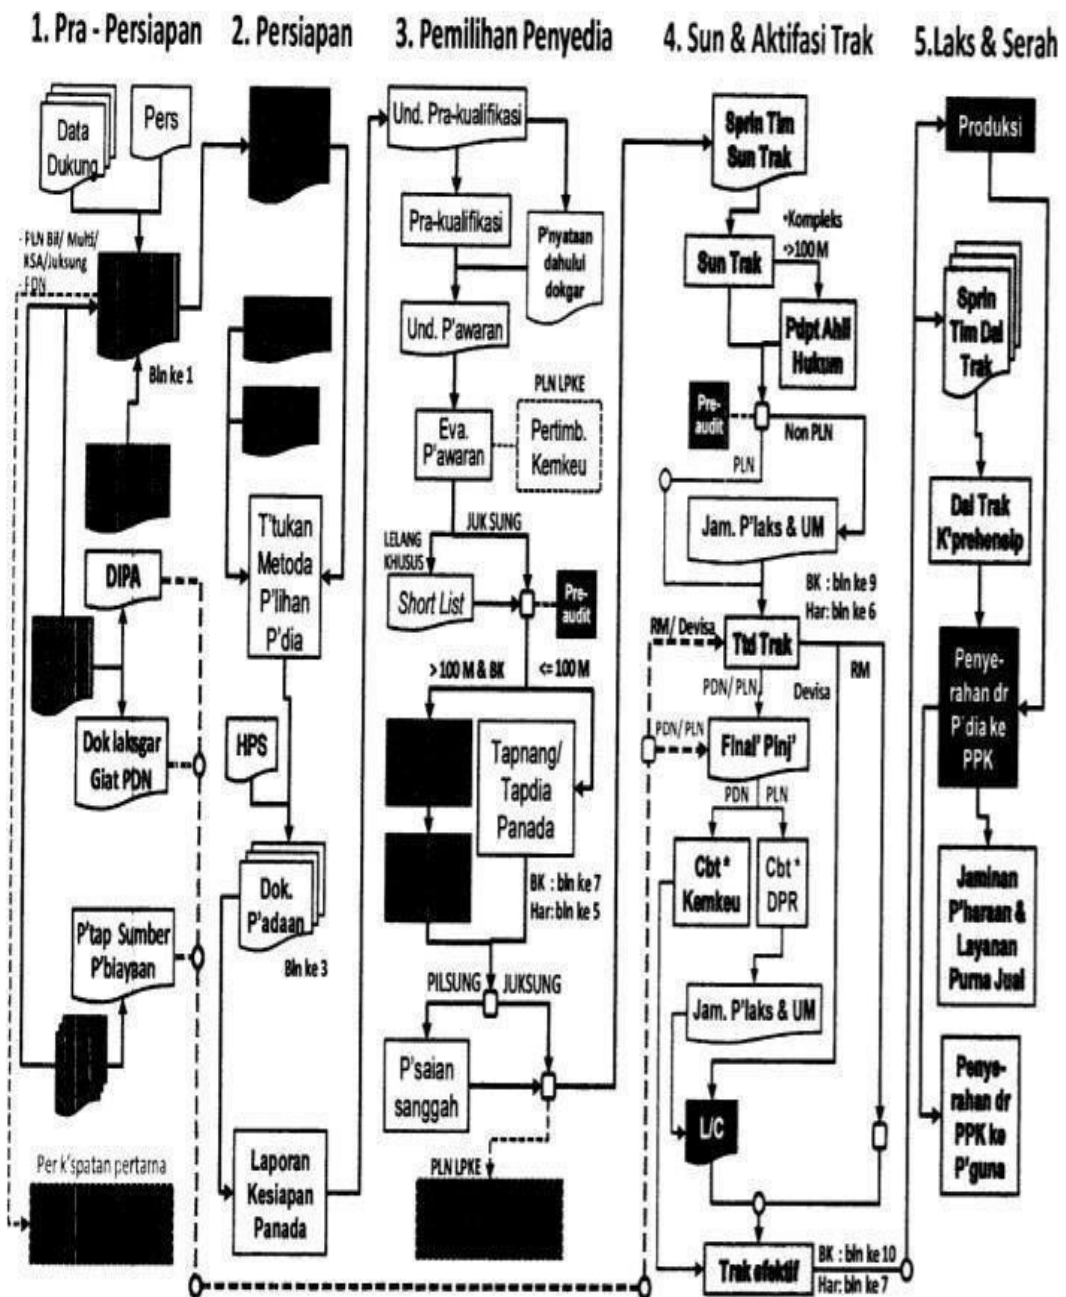 1. Pra - Persiapan
Data
Dukung
Pers
- PLN Bil/ Multi/
KSA/Juksung
- PDN
Bln ke 1
DIPA
Dok laksgar
Giat PDN
P'tap Sumber
P'biayaan
Per k'spatan pertama
2. Persiapan
T'tukan
Metoda
P'lihan
P'dia
HPS
Dok.
P'adaan
Bln ke 3
Laporan
Kesiapan
Panada
3. Pemilihan Penyedia
Und. Pra-kualifikasi
Pra-kualifikasi
P'nyataan
dahulul
dokgar
Und. P'awaran
PLN LPKE
Eva.
P'awaran
Pertimb.
Kemkeu
JUK SUNG
LELANG
KHUSUS
Short List
Pre-
audit
> 100 M & BK
<= 100 M
Tapnang/
Tapdia
Panada
BK : bln ke 7
Har: bln ke 5
PILSUNG
JUKSUNG
P'saian
sanggah
PLN LPKE
4. Sun & Aktifasi Trak
Sprin Tim
Sun Trak
•Kompleks
•>100 M
Sun Trak
Pdpt Ahli
Hukum
Pre-
audit
Non PLN
PLN
Jam. P'laks & UM
BK : bln ke 9
Har: bln ke 6
RM/ Devisa
Ttd Trak
RM
PDN/ PLN
Devisa
PDN/ PLN
Final' Pinj'
PDN
PLN
Cbt *
Kemkeu
Cbt *
DPR
Jam. P'laks & UM
L/C
Trak efektif
BK : bln ke 10
Har: bln ke 7
5.Laks & Serah
Produksi
Sprin
Tim Dal
Trak
Dal Trak
K'prehensip
Penye-
rahan dr
P'dia ke
PPK
Jaminan
P'haraan &
Layanan
Purna Jual
Penye-
rahan dr
PPK ke
P'guna